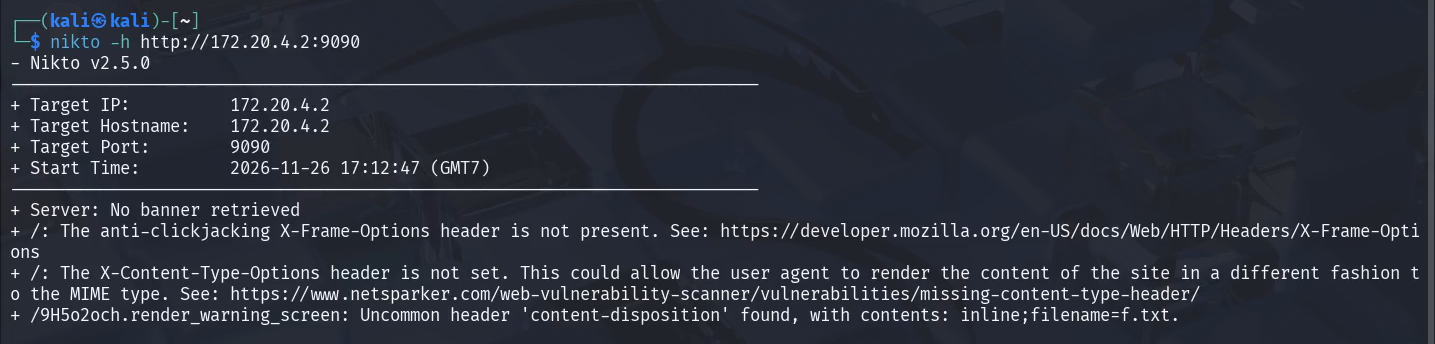 ┌──(kali㉿kali)-[~]
└─$ nikto -h http://172.20.4.2:9090
- Nikto v2.5.0
---------------------------------------------------------------------------
+ Target IP:          172.20.4.2
+ Target Hostname:    172.20.4.2
+ Target Port:        9090
+ Start Time:         2026-11-26 17:12:47 (GMT7)
---------------------------------------------------------------------------
+ Server: No banner retrieved
+ /: The anti-clickjacking X-Frame-Options header is not present. See: https://developer.mozilla.org/en-US/docs/Web/HTTP/Headers/X-Frame-Opti
ons
+ /: The X-Content-Type-Options header is not set. This could allow the user agent to render the content of the site in a different fashion t
o the MIME type. See: https://www.netsparker.com/web-vulnerability-scanner/vulnerabilities/missing-content-type-header/
+ /9H5o2och.render_warning_screen: Uncommon header 'content-disposition' found, with contents: inline;filename=f.txt.